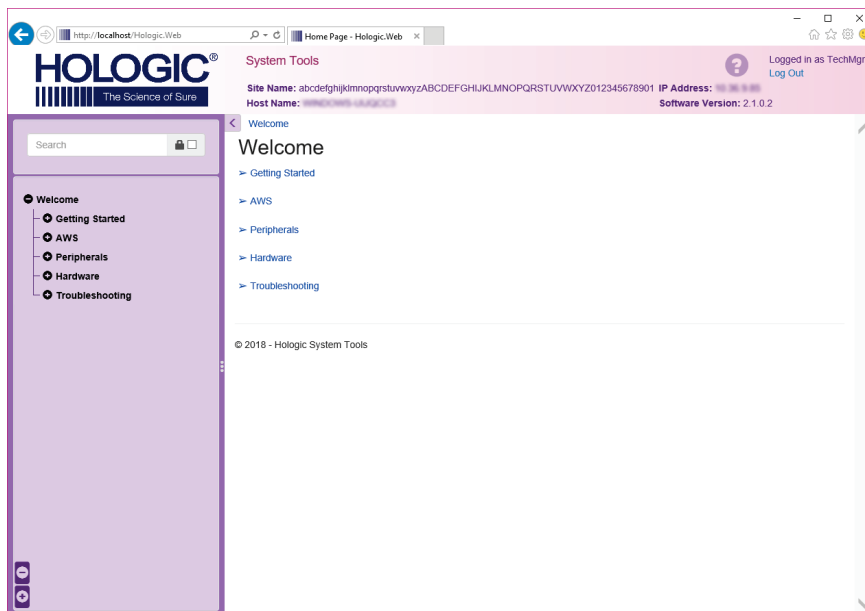 http://localhost/Hologic.Web
Home Page - Hologic.Web
HOLOGIC®
The Science of Sure
System Tools
Site Name: abcdefghijklmnopqrstuvwxyzABCDEFGHIJKLMNOPQRSTUVWXYZ012345678901 IP Address:
Host Name:
Software Version: 2.1.0.2
?
Logged in as TechMgr
Log Out
Search
Welcome
Getting Started
AWS
Peripherals
Hardware
Troubleshooting
Welcome
Welcome
➢ Getting Started
➢ AWS
➢ Peripherals
➢ Hardware
➢ Troubleshooting
© 2018 - Hologic System Tools